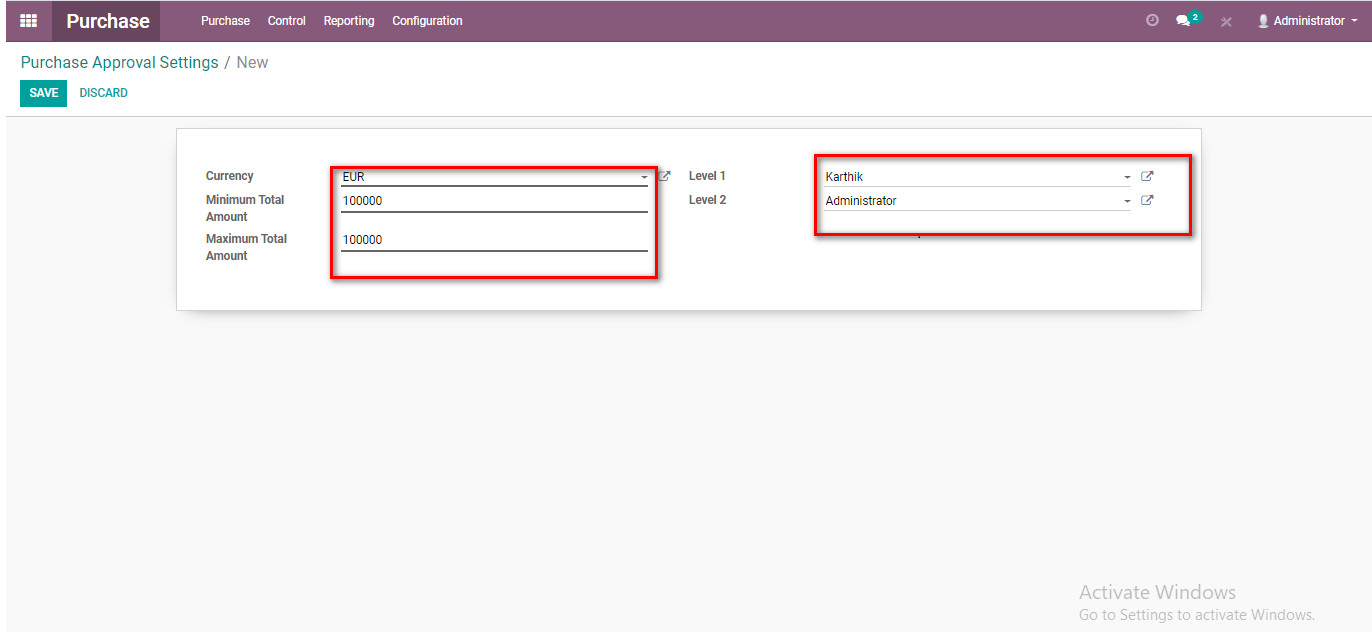 Purchase Purchase Control Reporting Configuration 2 Administrator
Purchase Approval Settings / New
SAVE DISCARD
Currency EUR Level 1 Karthik
Minimum Total Amount 100000 Level 2 Administrator
Maximum Total Amount 100000
Activate Windows
Go to Settings to activate Windows.